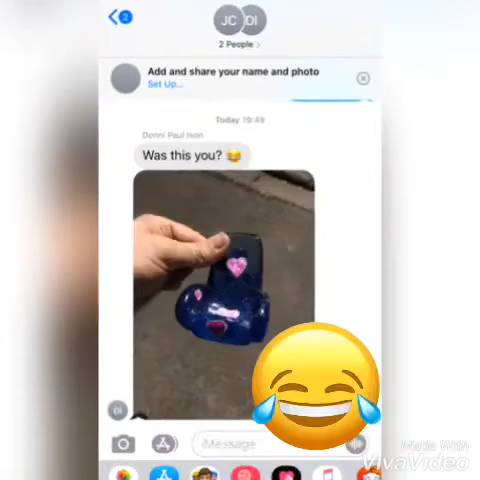 2
JC DI
2 People >
Add and share your name and photo
Set Up...
Today 19:49
Donni Paul Ison
Was this you? 😂
DI
iMessage
Made With
VivaVideo